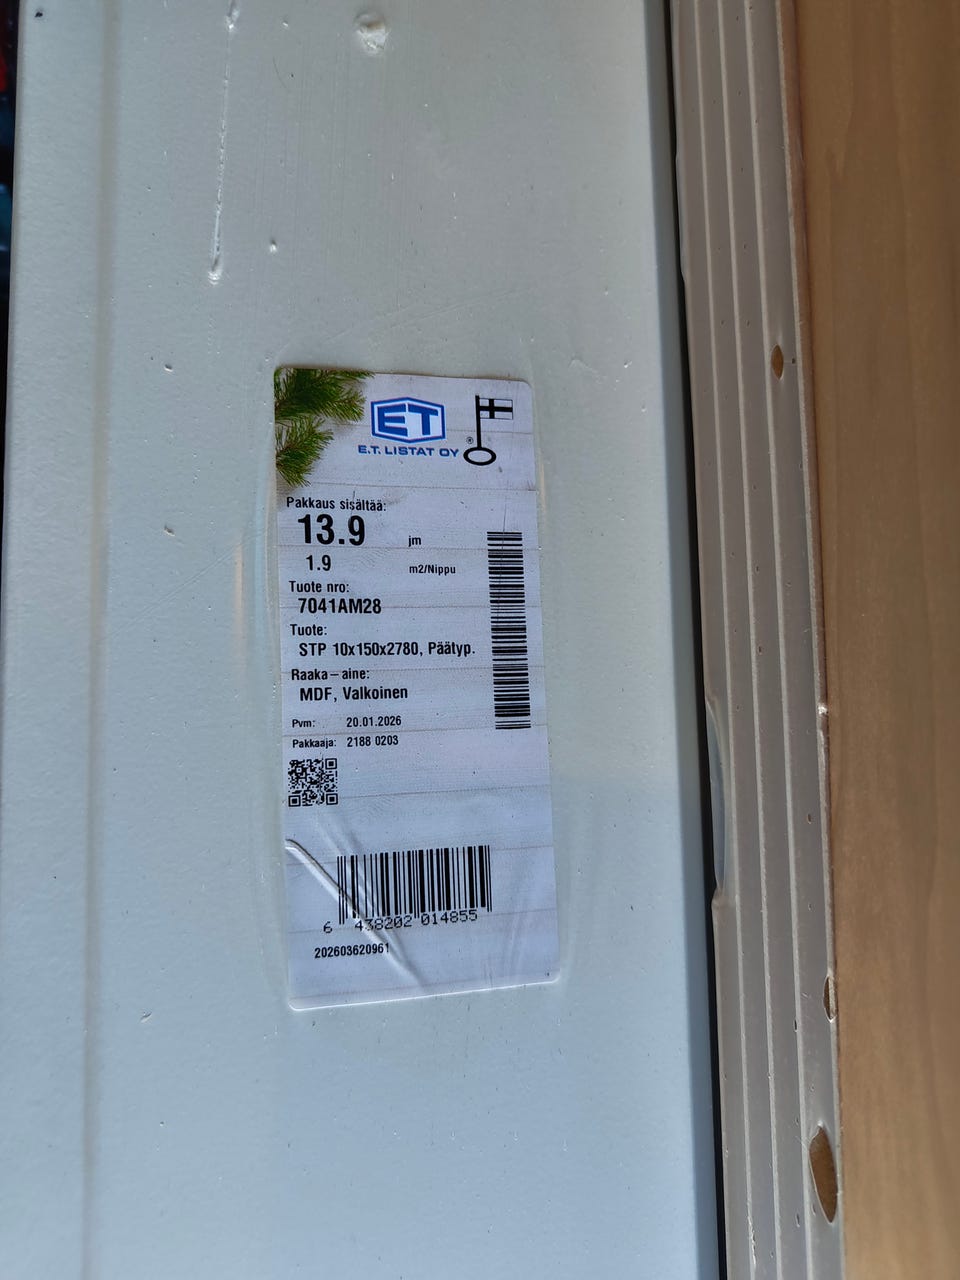 ET
E.T. LISTAT OY
®
Pakkaus sisältää:
13.9 jm
1.9 m2/Nippu
Tuote nro:
7041AM28
Tuote:
STP 10x150x2780, Päätyp.
Raaka-aine:
MDF, Valkoinen
Pvm: 20.01.2026
Pakkaaja: 2188 0203
6 438202 014855
202603620961